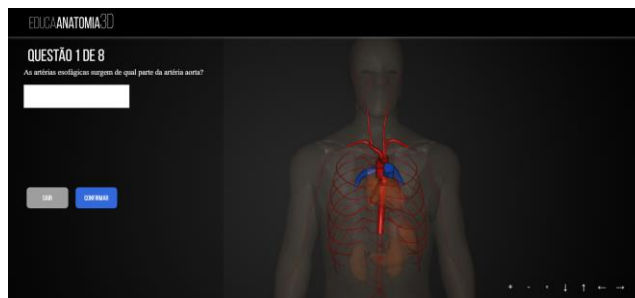 EDUCAANATOMIA3D
QUESTÃO 1 DE 8
As artérias esofágicas surgem de qual parte da artéria aorta?
SAIR
CONFIRMAR
+ - • ↓ ↑ ← →